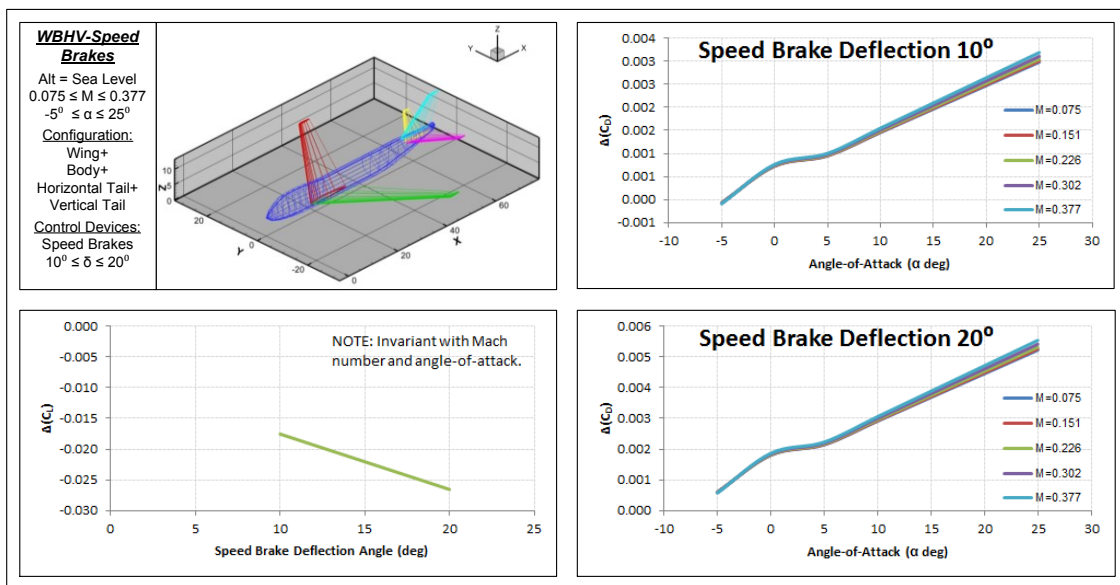 WBHV-Speed
Brakes
Alt = Sea Level
0.075 ≤ M ≤ 0.377
-5⁰ ≤ α ≤ 25⁰
Configuration:
Wing+
Body+
Horizontal Tail+
Vertical Tail
Control Devices:
Speed Brakes
10⁰ ≤ δ ≤ 20⁰
Z
Y
X
10
5
0
Z
20
0
-20
Y
0
20
40
60
X
Speed Brake Deflection 10⁰
0.004
0.003
0.003
0.002
0.002
0.001
0.001
0.000
-0.001
Δ(C_D)
-10
-5
0
5
10
15
20
25
30
Angle-of-Attack (α deg)
M=0.075
M=0.151
M=0.226
M=0.302
M=0.377
NOTE: Invariant with Mach
number and angle-of-attack.
0.000
-0.005
-0.010
-0.015
-0.020
-0.025
-0.030
Δ(C_L)
0
5
10
15
20
25
Speed Brake Deflection Angle (deg)
Speed Brake Deflection 20⁰
0.006
0.005
0.004
0.003
0.002
0.001
0.000
Δ(C_D)
-10
-5
0
5
10
15
20
25
30
Angle-of-Attack (α deg)
M=0.075
M=0.151
M=0.226
M=0.302
M=0.377